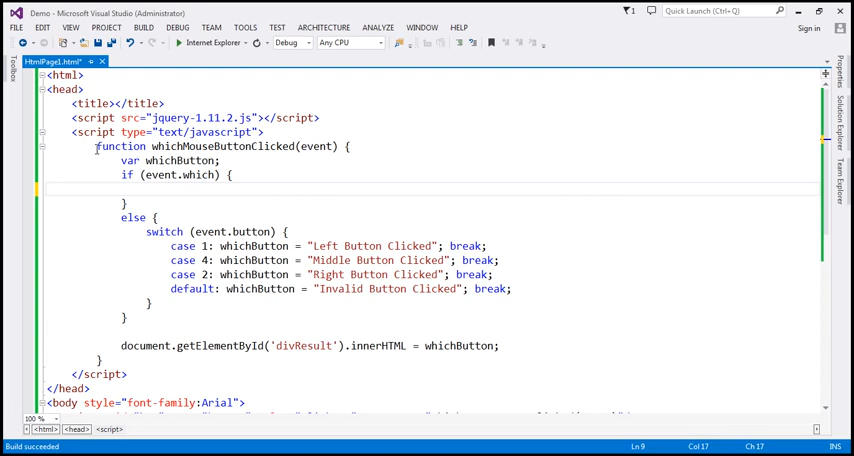 Demo - Microsoft Visual Studio (Administrator)
1
Quick Launch (Ctrl+Q)
FILE EDIT VIEW PROJECT BUILD DEBUG TEAM TOOLS TEST ARCHITECTURE ANALYZE WINDOW HELP
Sign in
Internet Explorer Debug Any CPU
HtmlPage1.html*
Toolbox
Properties
Solution Explorer
Team Explorer
<html>
<head>
<title></title>
<script src="jquery-1.11.2.js"></script>
<script type="text/javascript">
function whichMouseButtonClicked(event) {
var whichButton;
if (event.which) {
}
else {
switch (event.button) {
case 1: whichButton = "Left Button Clicked"; break;
case 4: whichButton = "Middle Button Clicked"; break;
case 2: whichButton = "Right Button Clicked"; break;
default: whichButton = "Invalid Button Clicked"; break;
}
}
document.getElementById('divResult').innerHTML = whichButton;
}
</script>
</head>
<body style="font-family:Arial">
100 %
<html> <head> <script>
Build succeeded Ln 9 Col 17 Ch 17 INS